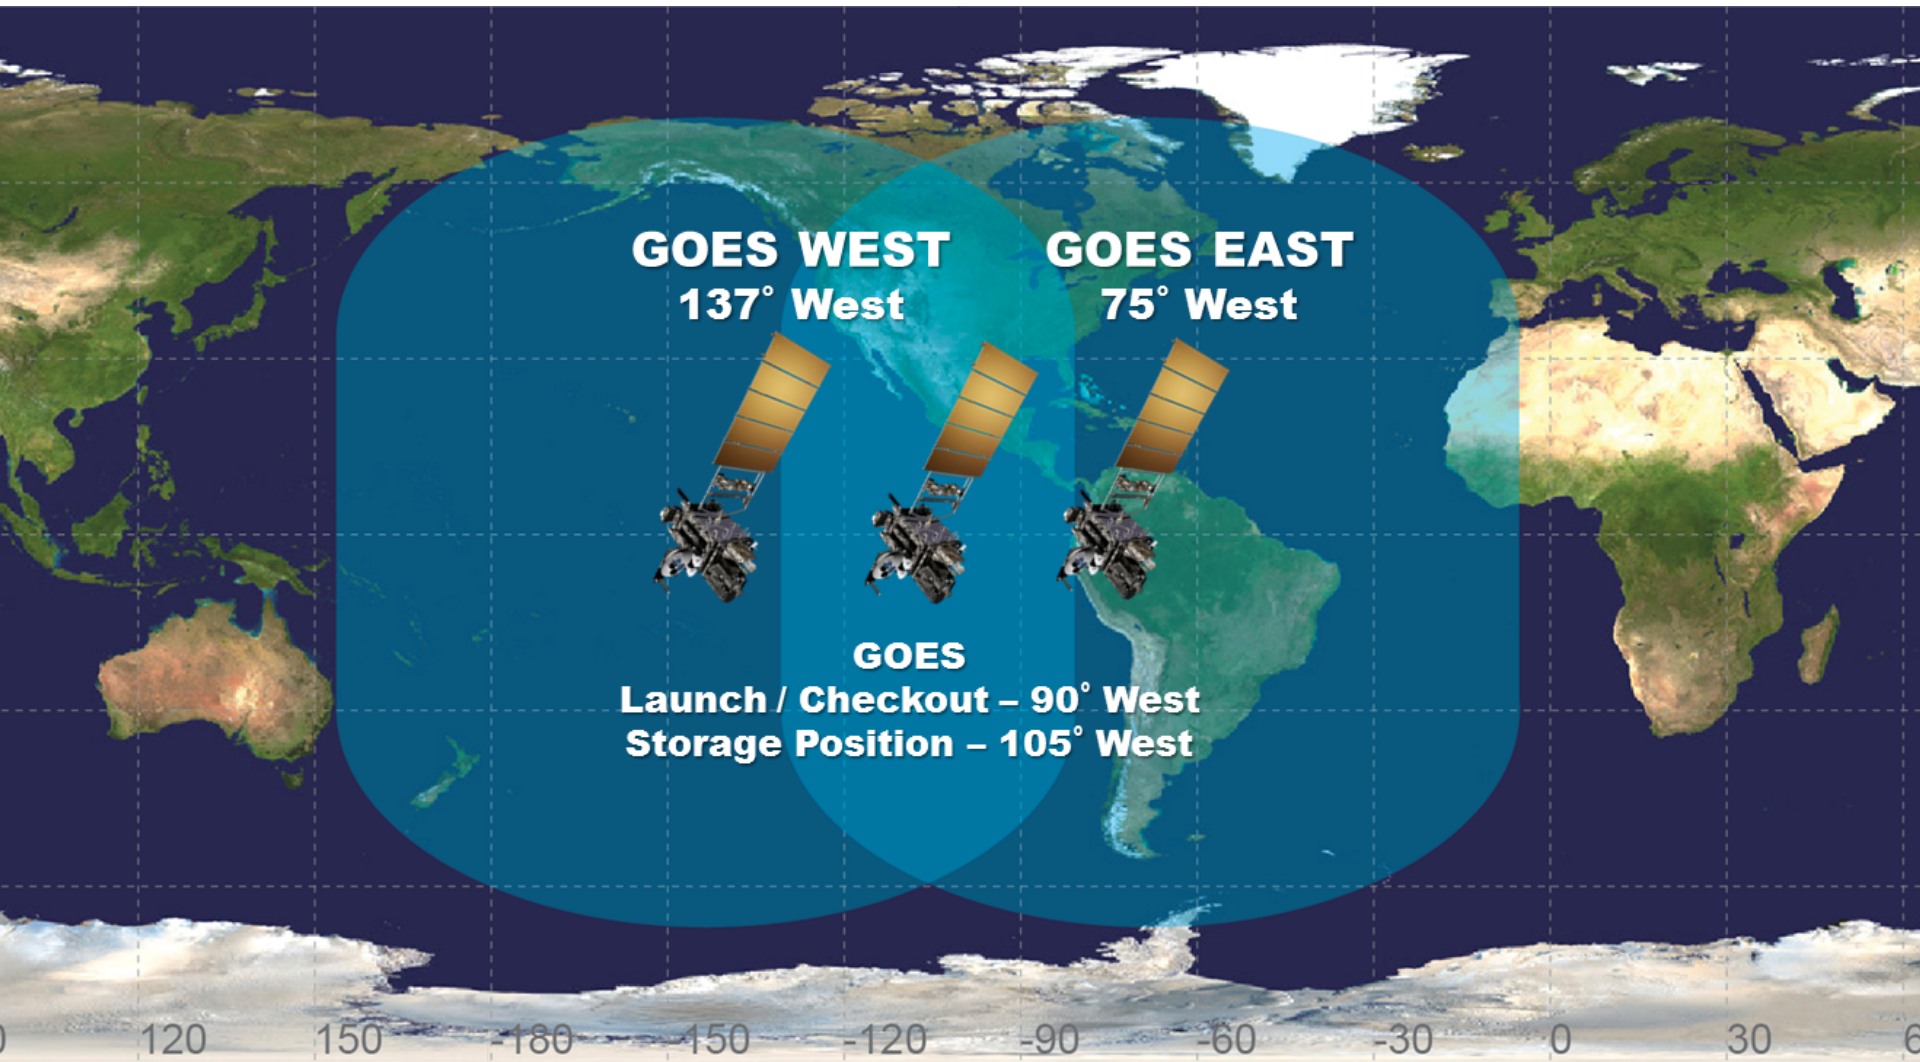 GOES WEST
137° West
GOES EAST
75° West
GOES
Launch / Checkout – 90° West
Storage Position – 105° West
120 150 -180 -150 -120 -90 -60 -30 0 30